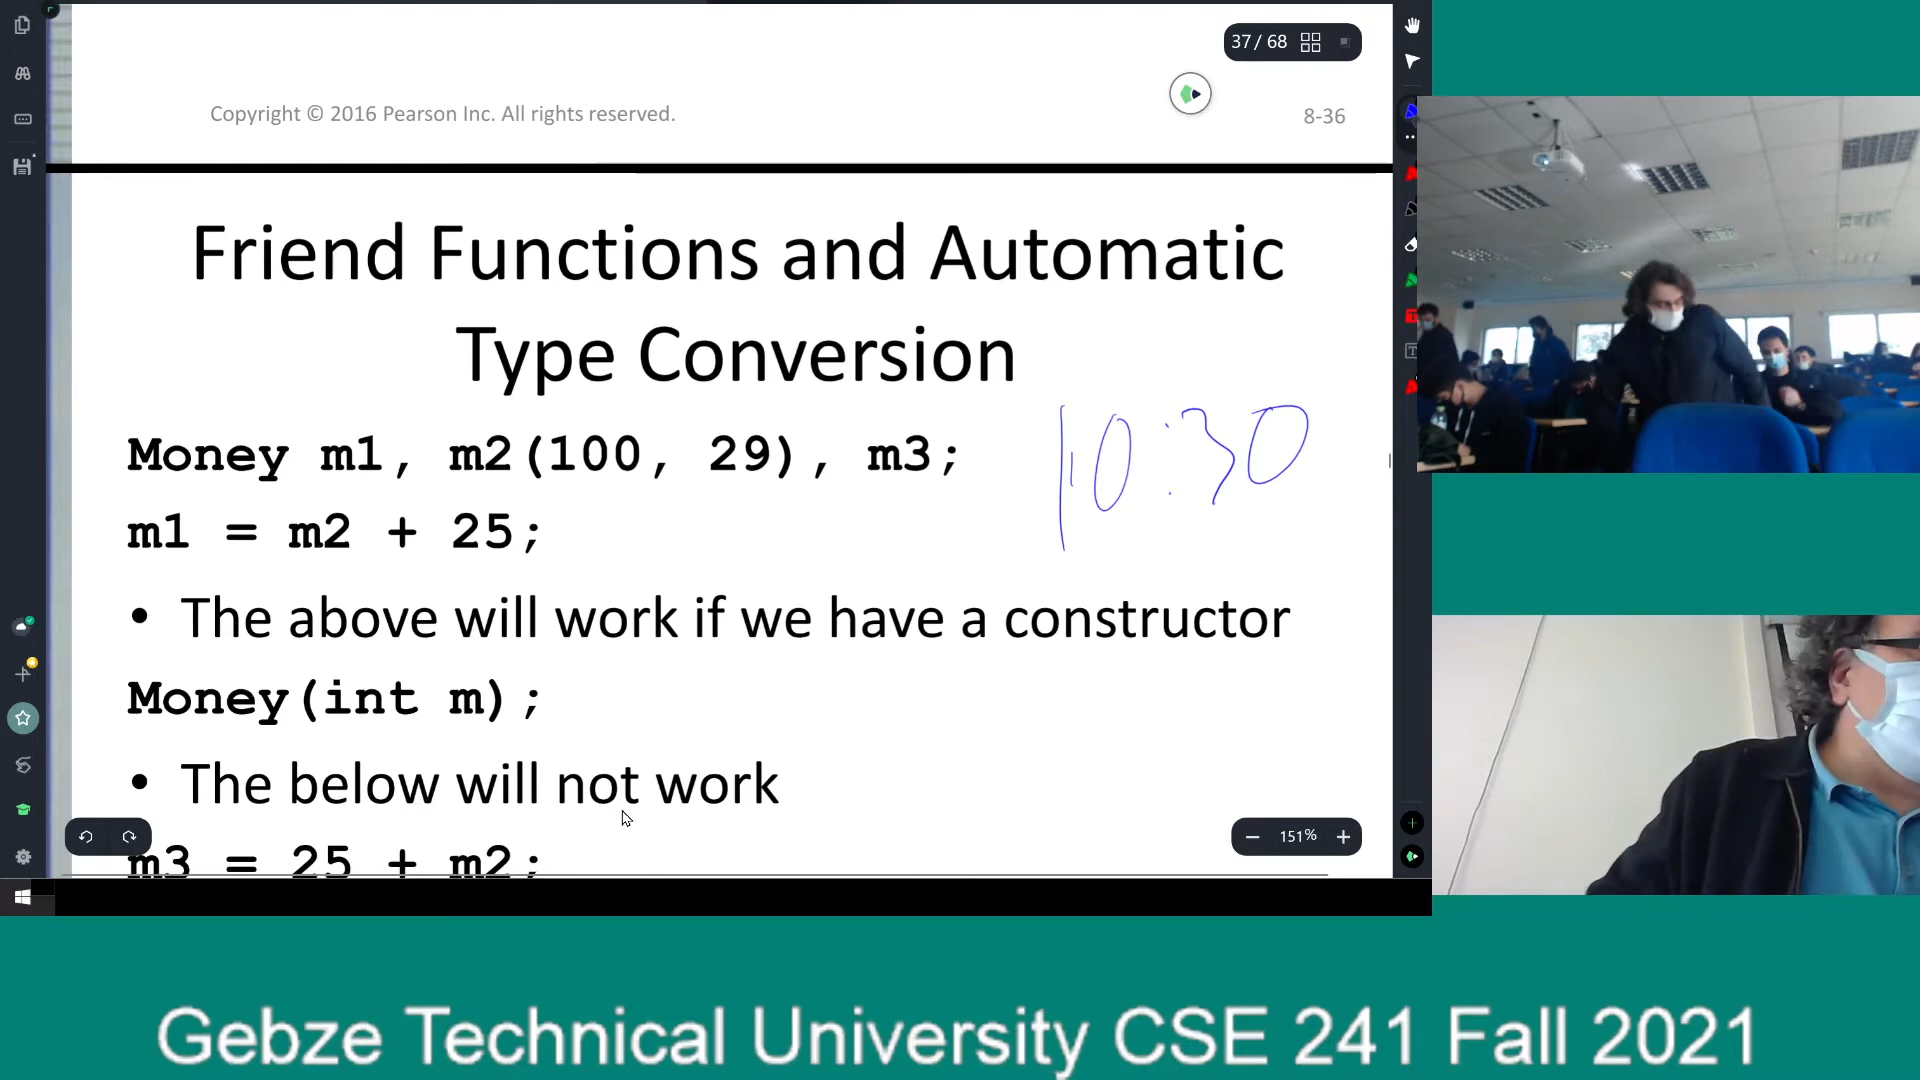 37 / 68
Copyright © 2016 Pearson Inc. All rights reserved.
8-36
Friend Functions and Automatic
Type Conversion
Money m1, m2(100, 29), m3;
10:30
m1 = m2 + 25;
• The above will work if we have a constructor
Money(int m);
• The below will not work
m3 = 25 + m2;
151%
Gebze Technical University CSE 241 Fall 2021